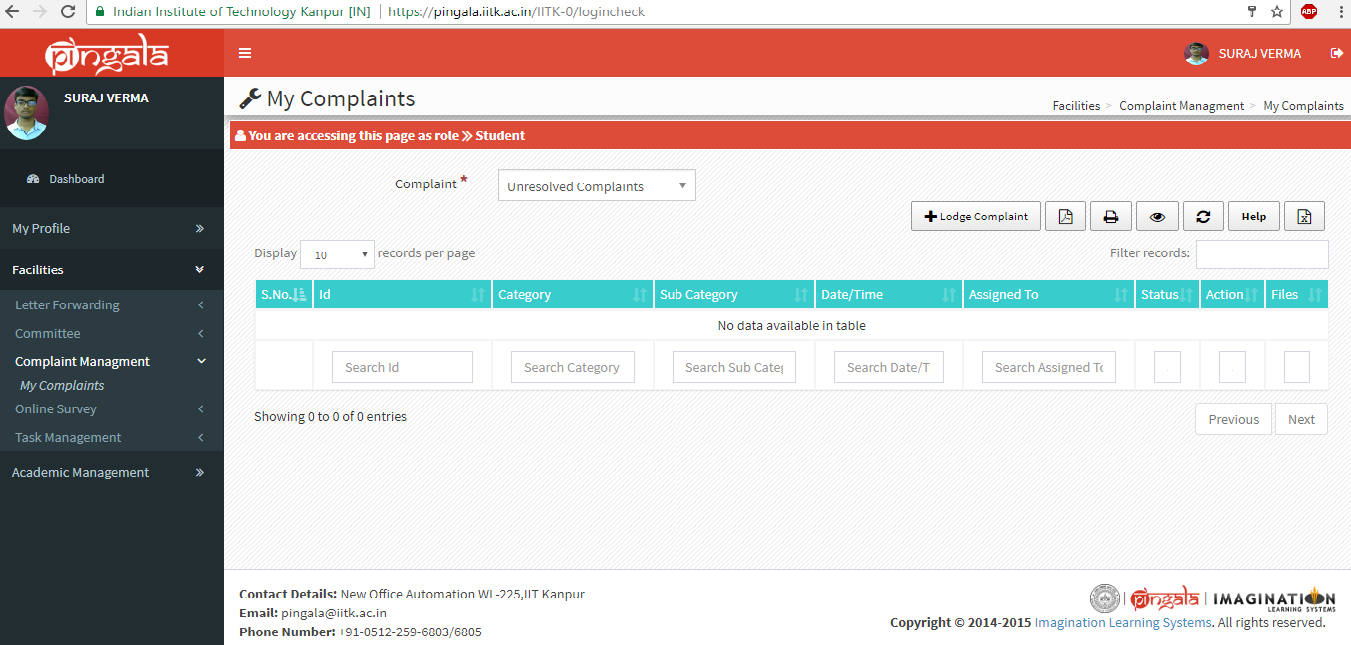 Indian Institute of Technology Kanpur [IN] | https://pingala.iitk.ac.in/IITK-0/logincheck
ABP
pingala
SURAJ VERMA
SURAJ VERMA
My Complaints
Facilities > Complaint Managment > My Complaints
You are accessing this page as role » Student
Dashboard
My Profile
Facilities
Letter Forwarding
Committee
Complaint Managment
My Complaints
Online Survey
Task Management
Academic Management
Complaint * Unresolved Complaints
Lodge Complaint Help
Display 10 records per page Filter records:
S.No. Id Category Sub Category Date/Time Assigned To Status Action Files
No data available in table
Search Id Search Category Search Sub Categ Search Date/T Search Assigned To
Showing 0 to 0 of 0 entries
Previous Next
Contact Details: New Office Automation WL-225,IIT Kanpur
Email: pingala@iitk.ac.in
Phone Number: +91-0512-259-6803/6805
pingala | IMAGINATION
LEARNING SYSTEMS
Copyright © 2014-2015 Imagination Learning Systems. All rights reserved.